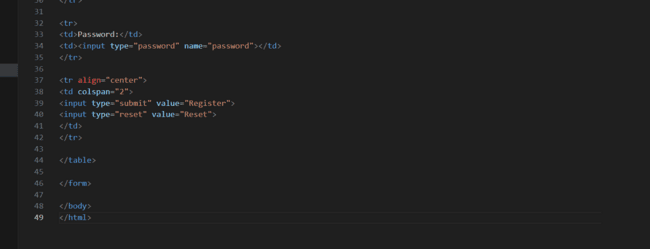 30 </tr>
31
32 <tr>
33 <td>Password:</td>
34 <td><input type="password" name="password"></td>
35 </tr>
36
37 <tr align="center">
38 <td colspan="2">
39 <input type="submit" value="Register">
40 <input type="reset" value="Reset">
41 </td>
42 </tr>
43
44 </table>
45
46 </form>
47
48 </body>
49 </html>